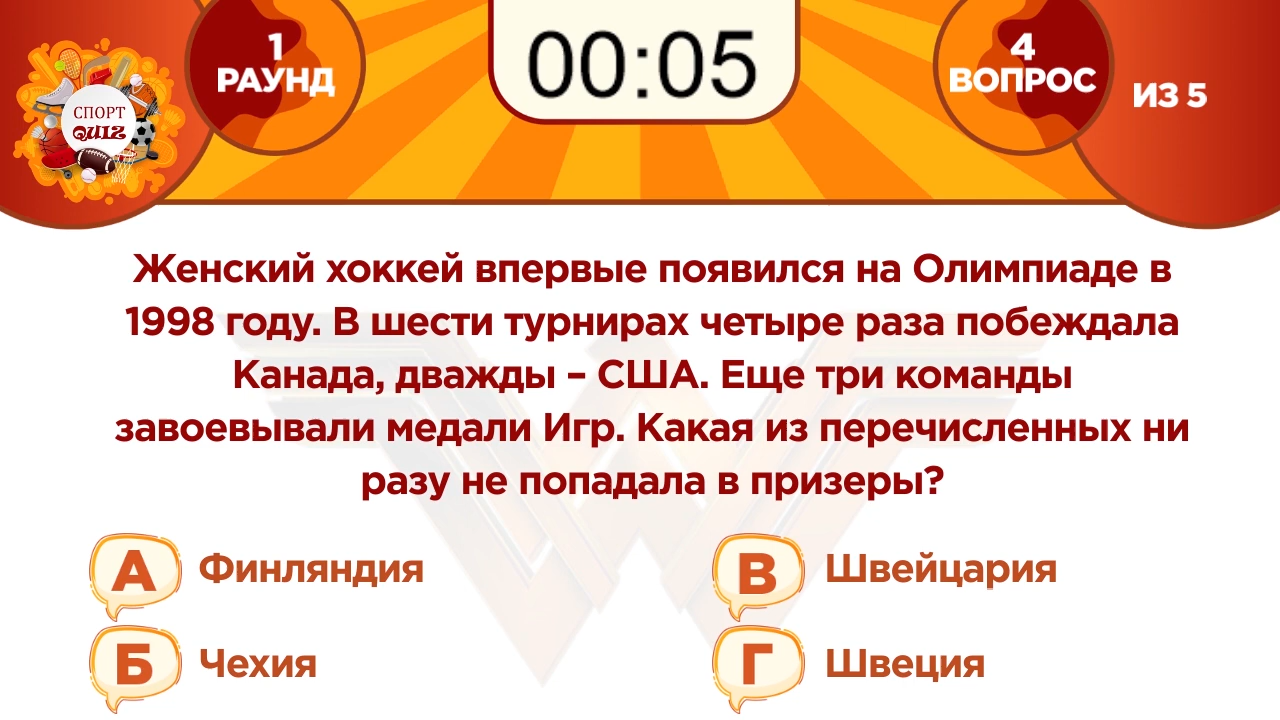 СПОРТ
QUIZ
1
РАУНД
00:05
4
ВОПРОС
ИЗ 5
Женский хоккей впервые появился на Олимпиаде в
1998 году. В шести турнирах четыре раза побеждала
Канада, дважды – США. Еще три команды
завоевывали медали Игр. Какая из перечисленных ни
разу не попадала в призеры?
А Финляндия
В Швейцария
Б Чехия
Г Швеция